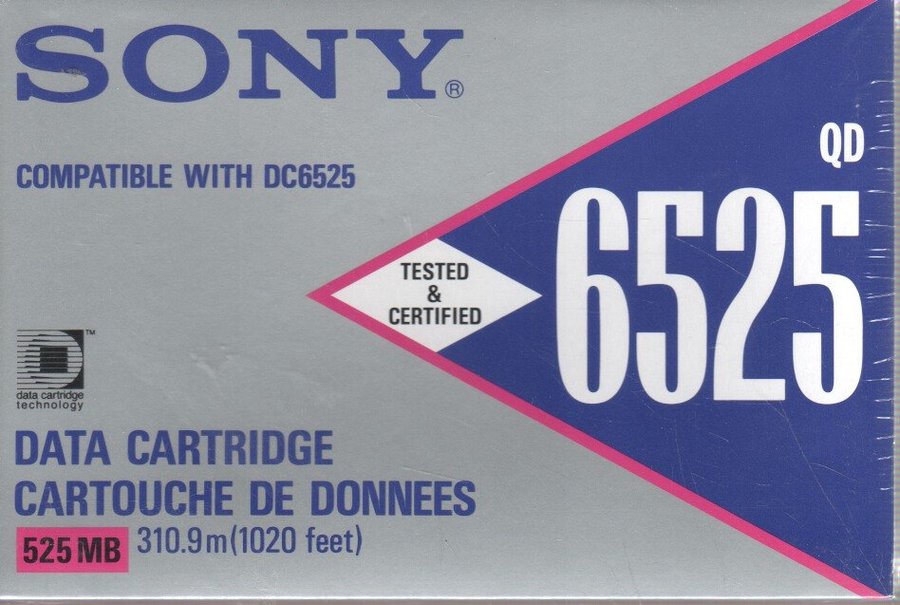 SONY®
COMPATIBLE WITH DC6525
QD
6525
TESTED
&
CERTIFIED
TM
data cartridge
technology
DATA CARTRIDGE
CARTOUCHE DE DONNEES
525 MB 310.9m (1020 feet)